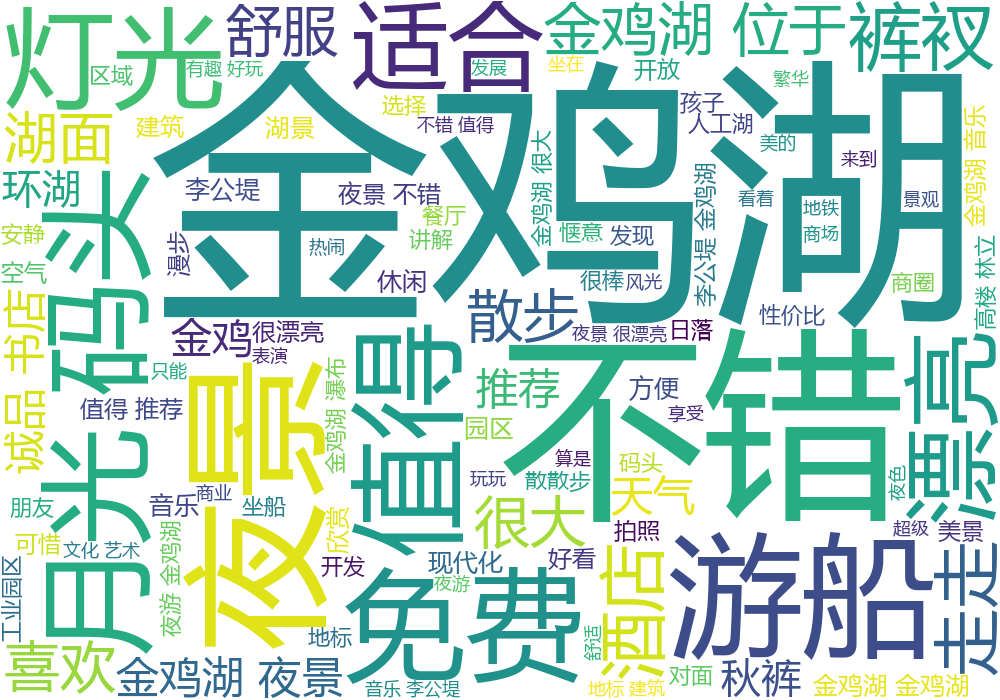 灯光
区域
舒服
有趣 好玩
适合
发展
金鸡湖 位于
坐在
开放
繁华
裤衩
湖面
建筑
湖景
选择
不错 值得
孩子
人工湖
美的
来到
金鸡湖 音乐
金鸡湖
环湖
李公堤
夜景 不错
金鸡湖 很大
李公堤 金鸡湖
看着
地铁
景观
安静
漫步
热闹
餐厅
讲解
惬意
发现
商场
空气
休闲
很棒
风光
商圈
高楼 林立
月光码头
诚品 书店
金鸡
很漂亮
表演
散步
夜景 很漂亮
日落
性价比
只能
夜景
金鸡湖 瀑布
值得
推荐
不错
方便
漂亮
值得 推荐
享受
园区
朋友
音乐
商业
坐船
欣赏
玩玩
算是
散散步
码头
夜色
很大
天气
可惜
文化 艺术
夜游 金鸡湖
开发
现代化
好看
拍照
超级
美景
工业园区
免费
夜游
酒店
游船
走走
喜欢
金鸡湖 夜景
地标
音乐 李公堤
舒适
地标 建筑
对面
秋裤
金鸡湖 金鸡湖